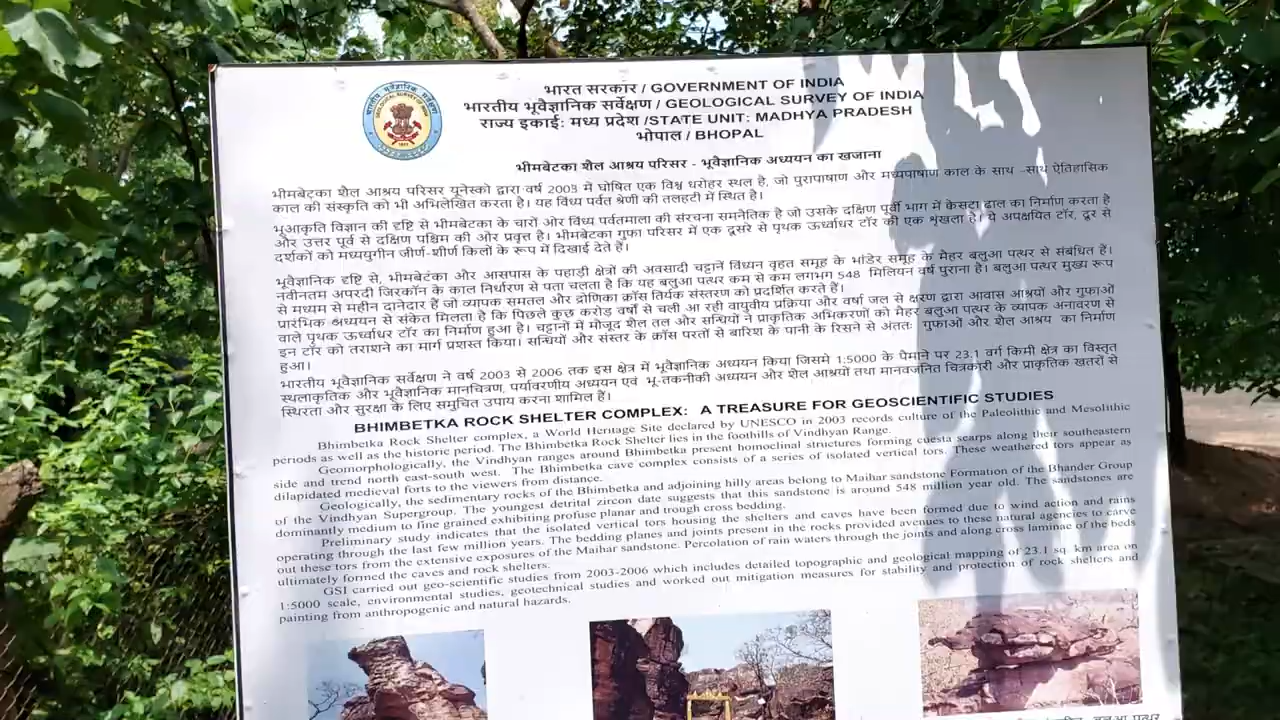 भारत सरकार / GOVERNMENT OF INDIA
भारतीय भूवैज्ञानिक सर्वेक्षण / GEOLOGICAL SURVEY OF INDIA
राज्य इकाई: मध्य प्रदेश /STATE UNIT: MADHYA PRADESH
भोपाल / BHOPAL
भीमबेटका शैल आश्रय परिसर - भूवैज्ञानिक अध्ययन का खजाना
भीमबेटका शैल आश्रय परिसर यूनेस्को द्वारा वर्ष 2003 में घोषित एक विश्व धरोहर स्थल है, जो पुरापाषाण और मध्यपाषाण काल के साथ -साथ ऐतिहासिक
काल की संस्कृति को भी अभिलेखित करता है। यह विंध्य पर्वत श्रेणी की तलहटी में स्थित है।
भूआकृति विज्ञान की दृष्टि से भीमबेटका के चारों ओर विंध्य पर्वतमाला की संरचना समनैतिक है जो उसके दक्षिण पूर्वी भाग में केसटा ढाल का निर्माण करता है
और उत्तर पूर्व से दक्षिण पश्चिम की ओर प्रवृत्त है। भीमबेटका गुफा परिसर में एक दूसरे से पृथक ऊर्ध्वाधर टॉर की एक श्रृंखला है। ये अपक्षयित टॉर, दूर से
दर्शकों को मध्ययुगीन जीर्ण-शीर्ण किलों के रूप में दिखाई देते हैं।
भूवैज्ञानिक दृष्टि से, भीमबेटका और आसपास के पहाड़ी क्षेत्रों की अवसादी चट्टानें विंधयन वृहत समूह के भांडेर समूह के मैहर बलुआ पत्थर से संबंधित हैं।
नवीनतम अपरदी जिरकॉन के काल निर्धारण से पता चलता है कि यह बलुआ पत्थर कम से कम लगभग 548 मिलियन वर्ष पुराना है। बलुआ पत्थर मुख्य रूप
से मध्यम से महीन दानेदार हैं जो व्यापक समतल और द्रोणिका क्रॉस तिर्यक संस्तरण को प्रदर्शित करते हैं।
प्रारंभिक अध्ययन से संकेत मिलता है कि पिछले कुछ करोड़ वर्षों से चली आ रही वायुवीय प्रक्रिया और वर्षा जल से क्षरण द्वारा आवास आश्रयों और गुफाओं
वाले पृथक ऊर्ध्वाधर टॉर का निर्माण हुआ है। चट्टानों में मौजूद शैल तल और सन्धियों ने प्राकृतिक अभिकरणों को मैहर बलुआ पत्थर के व्यापक अनावरण से
इन टॉर को तराशने का मार्ग प्रशस्त किया। सन्धियों और संस्तर के क्रॉस परतों से बारिश के पानी के रिसने से अततः गुफाओं और शैल आश्रय का निर्माण
हुआ।
भारतीय भूवैज्ञानिक सर्वेक्षण ने वर्ष 2003 से 2006 तक इस क्षेत्र में भूवैज्ञानिक अध्ययन किया जिसमे 1:5000 के पैमाने पर 23.1 वर्ग किमी क्षेत्र का विस्तृत
स्थलाकृतिक और भूवैज्ञानिक मानचित्रण, पर्यावरणीय अध्ययन एवं भू-तकनीकी अध्ययन और शैल आश्रयों तथा मानवजनित चित्रकारी और प्राकृतिक खतरों से
स्थिरता और सुरक्षा के लिए समुचित उपाय करना शामिल हैं।
BHIMBETKA ROCK SHELTER COMPLEX: A TREASURE FOR GEOSCIENTIFIC STUDIES
Bhimbetka Rock Shelter complex, a World Heritage Site declared by UNESCO in 2003 records culture of the Paleolithic and Mesolithic
periods as well as the historic period. The Bhimbetka Rock Shelter lies in the foothills of Vindhyan Range.
Geomorphologically, the Vindhyan ranges around Bhimbetka present homoclinal structures forming cuesta scarps along their southeastern
side and trend north east-south west. The Bhimbetka cave complex consists of a series of isolated vertical tors. These weathered tors appear as
dilapidated medieval forts to the viewers from distance.
Geologically, the sedimentary rocks of the Bhimbetka and adjoining hilly areas belong to Maihar sandstone Formation of the Bhander Group
of the Vindhyan Supergroup. The youngest detrital zircon date suggests that this sandstone is around 548 million year old. The sandstones are
dominantly medium to fine grained exhibiting profuse planar and trough cross bedding.
Preliminary study indicates that the isolated vertical tors housing the shelters and caves have been formed due to wind action and rains
operating through the last few million years. The bedding planes and joints present in the rocks provided avenues to these natural agencies to carve
out these tors from the extensive exposures of the Maihar sandstone. Percolation of rain waters through the joints and along cross laminae of the beds
ultimately formed the caves and rock shelters.
GSI carried out geo-scientific studies from 2003-2006 which includes detailed topographic and geological mapping of 23.1 sq km area on
1:5000 scale, environmental studies, geotechnical studies and worked out mitigation measures for stability and protection of rock shelters and
painting from anthropogenic and natural hazards.